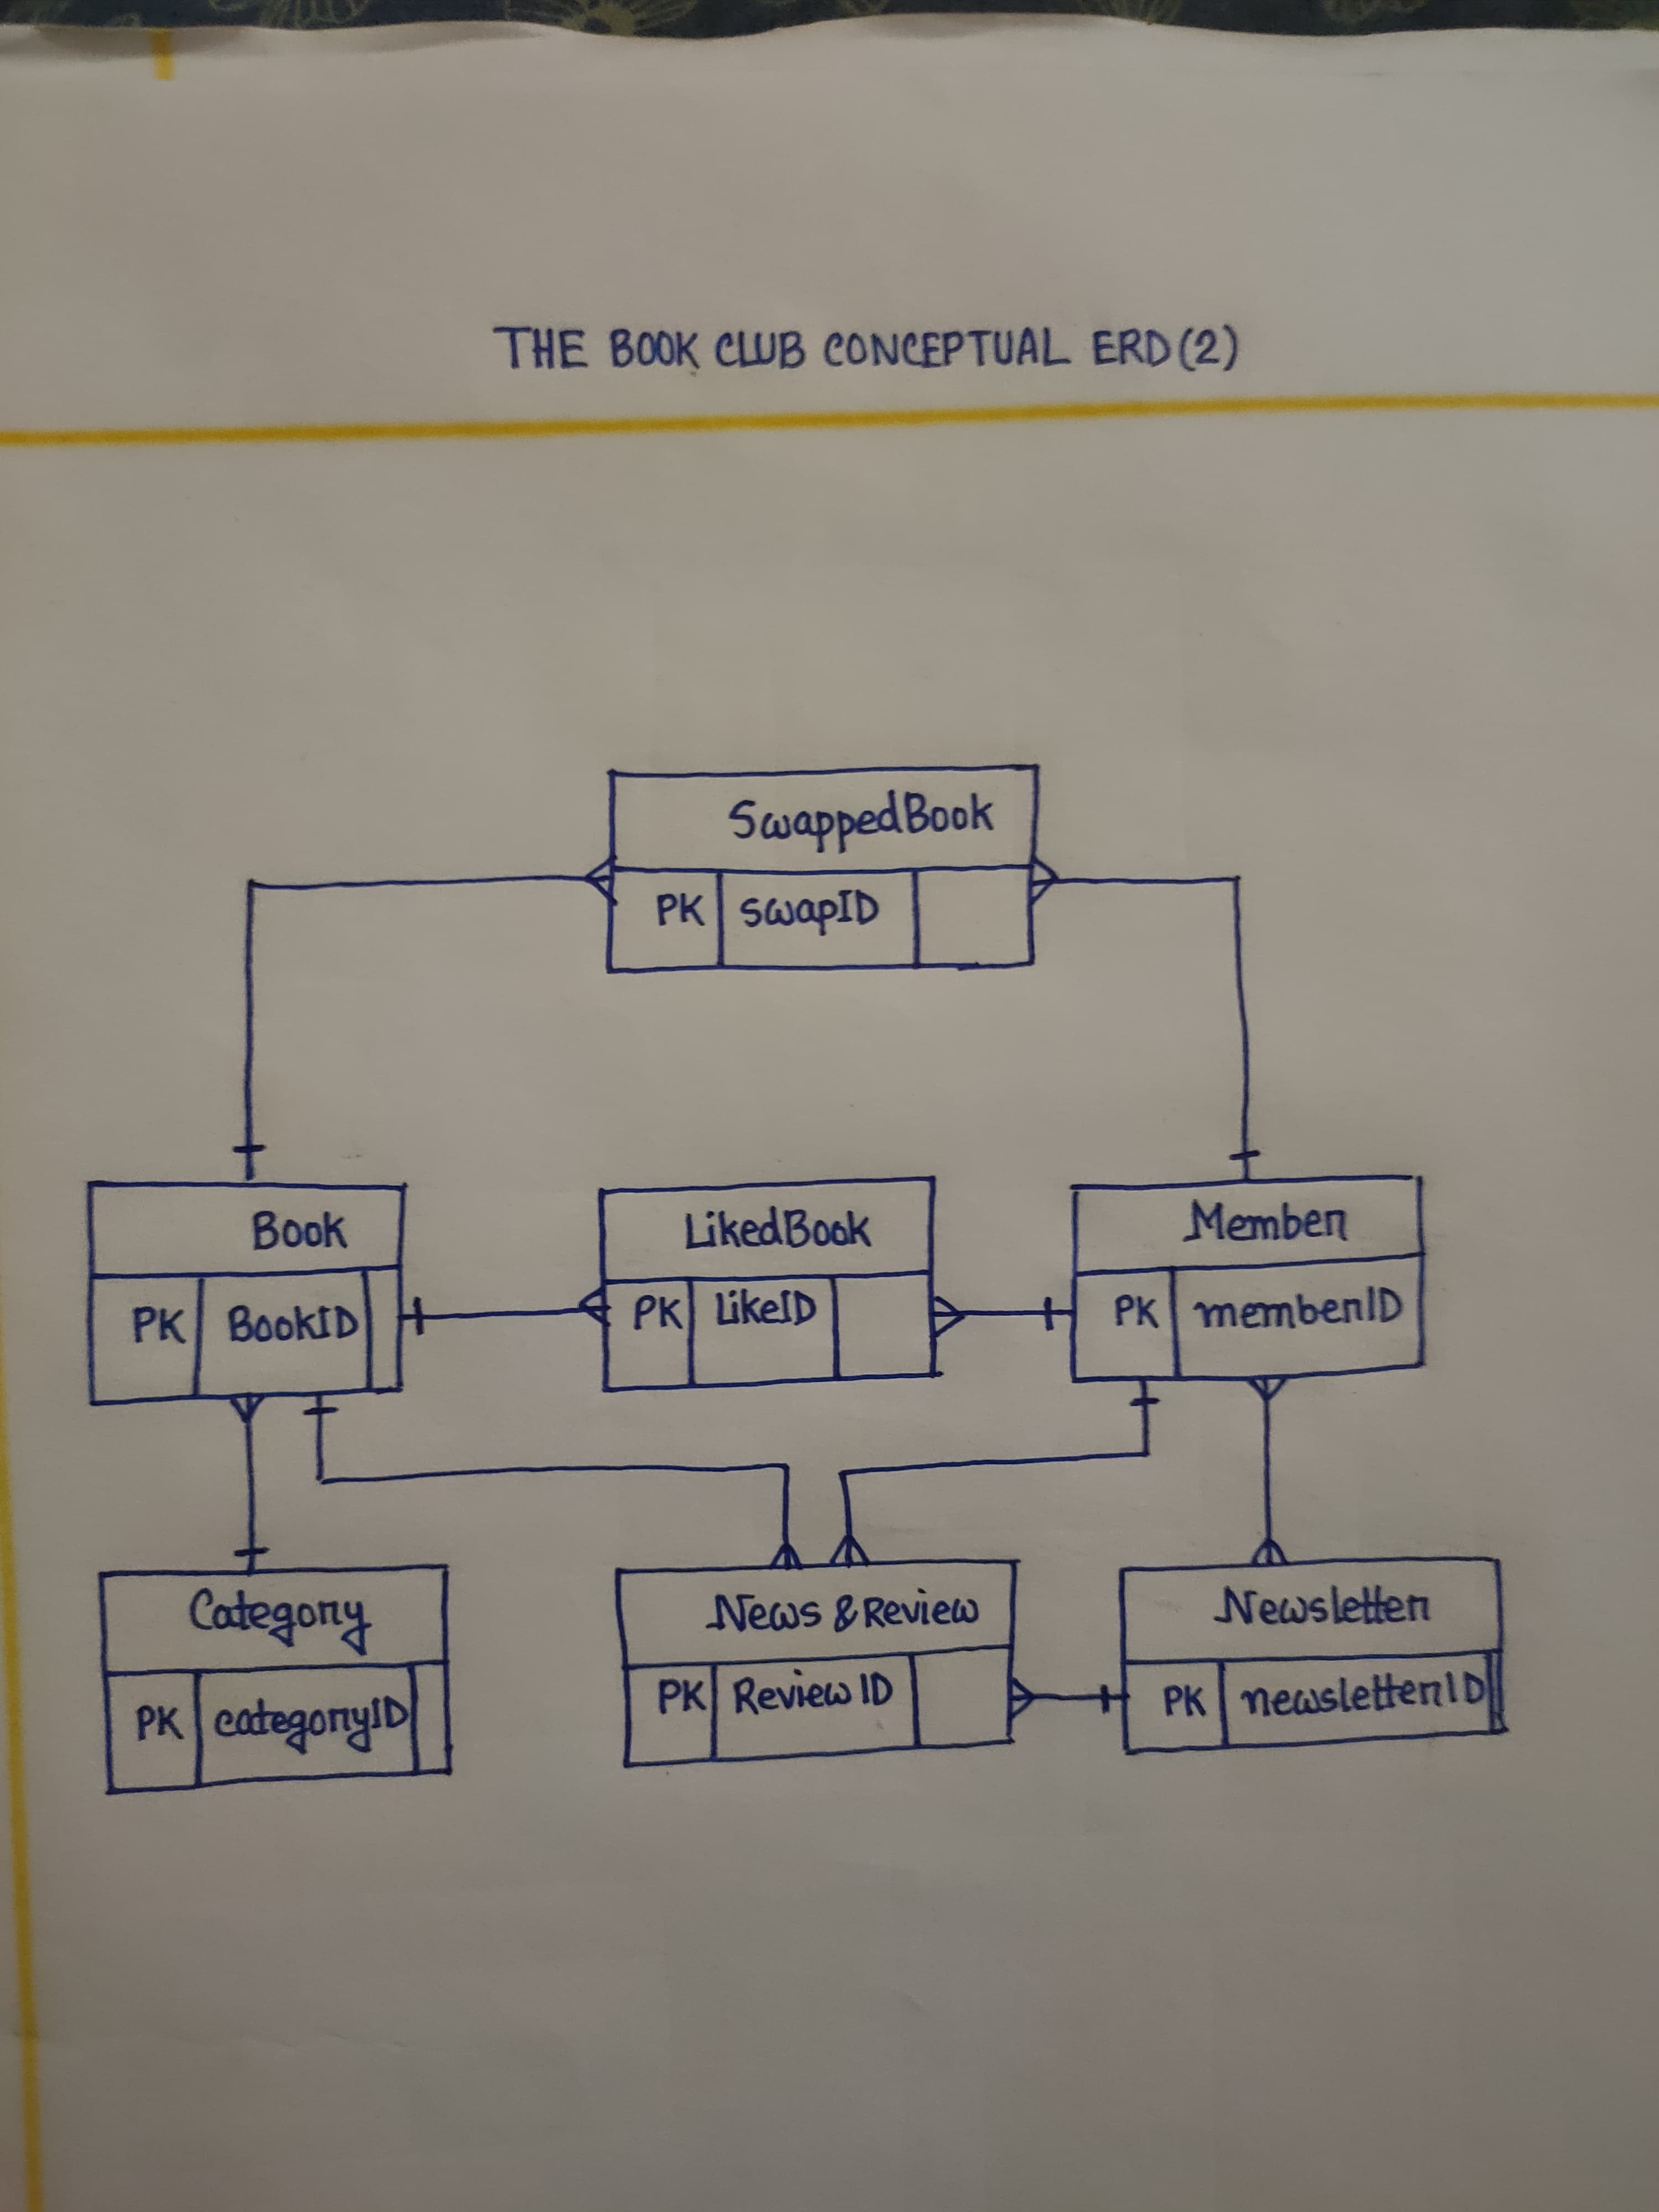 THE BOOK CLUB CONCEPTUAL ERD (2)
SwappedBook
PK swapID
Book
PK BookID
LikedBook
PK LikeID
Member
PK memberID
Category
PK categoryID
News & Review
PK Review ID
Newsletter
PK newsletterID